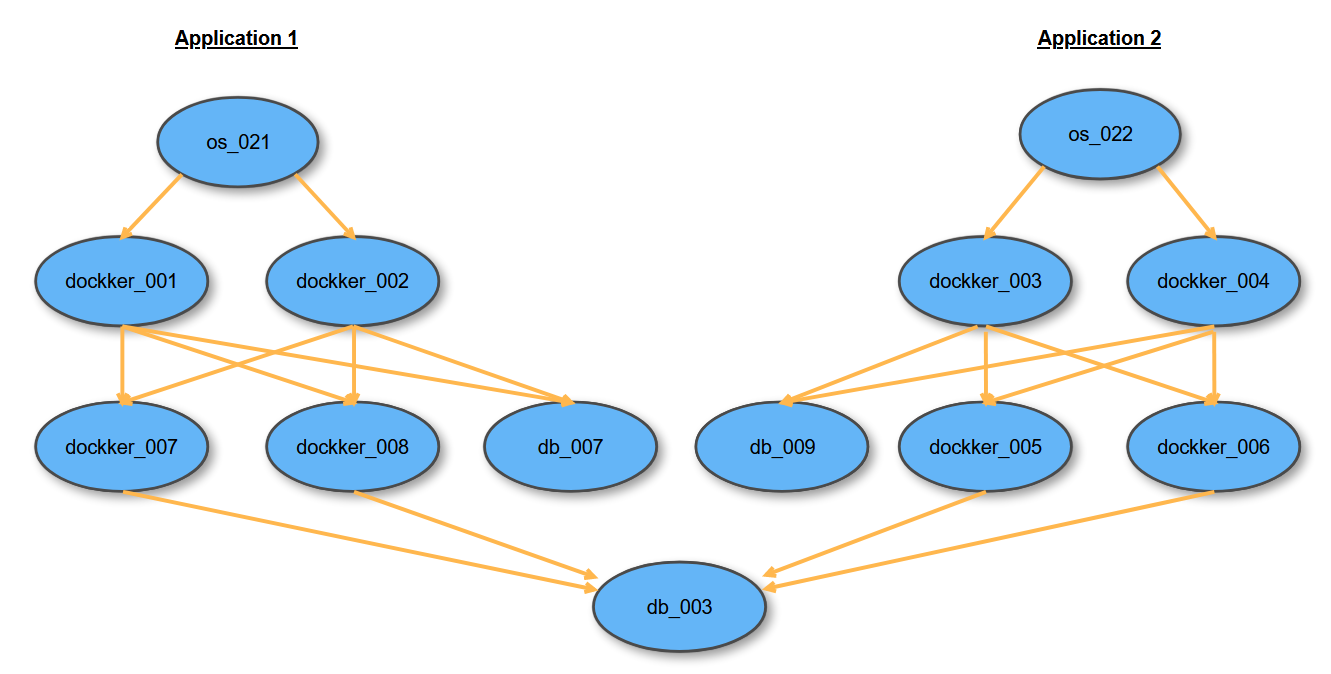 Application 1
Application 2
os_021
os_022
dockker_001
dockker_002
dockker_003
dockker_004
dockker_007
dockker_008
db_007
db_009
dockker_005
dockker_006
db_003